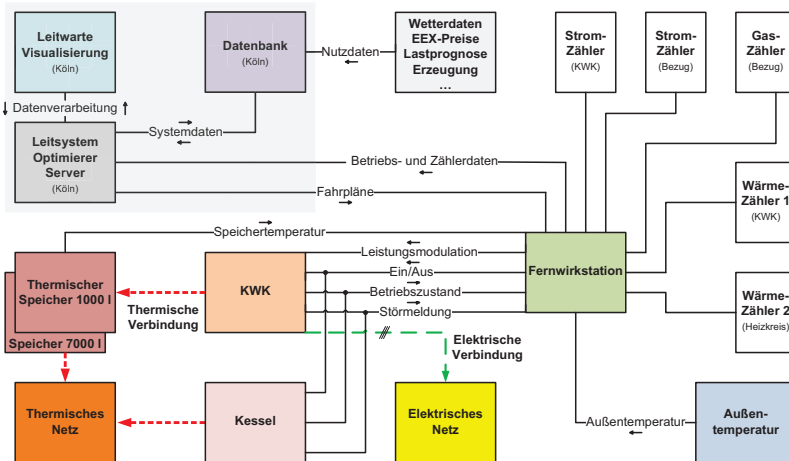 Leitwarte
Visualisierung
(Köln)
Datenbank
(Köln)
Nutzdaten
Wetterdaten
EEX-Preise
Lastprognose
Erzeugung
...
Strom-
Zähler
(KWK)
Strom-
Zähler
(Bezug)
Gas-
Zähler
(Bezug)
Datenverarbeitung
Systemdaten
Leitsystem
Optimierer
Server
(Köln)
Betriebs- und Zählerdaten
Fahrpläne
Wärme-
Zähler 1
(KWK)
Speichertemperatur
Thermischer
Speicher 1000 l
Speicher 7000 l
Thermische
Verbindung
KWK
Leistungsmodulation
Ein/Aus
Betriebszustand
Störmeldung
Fernwirkstation
Wärme-
Zähler 2
(Heizkreis)
Elektrische
Verbindung
Thermisches
Netz
Kessel
Elektrisches
Netz
Außentemperatur
Außen-
temperatur